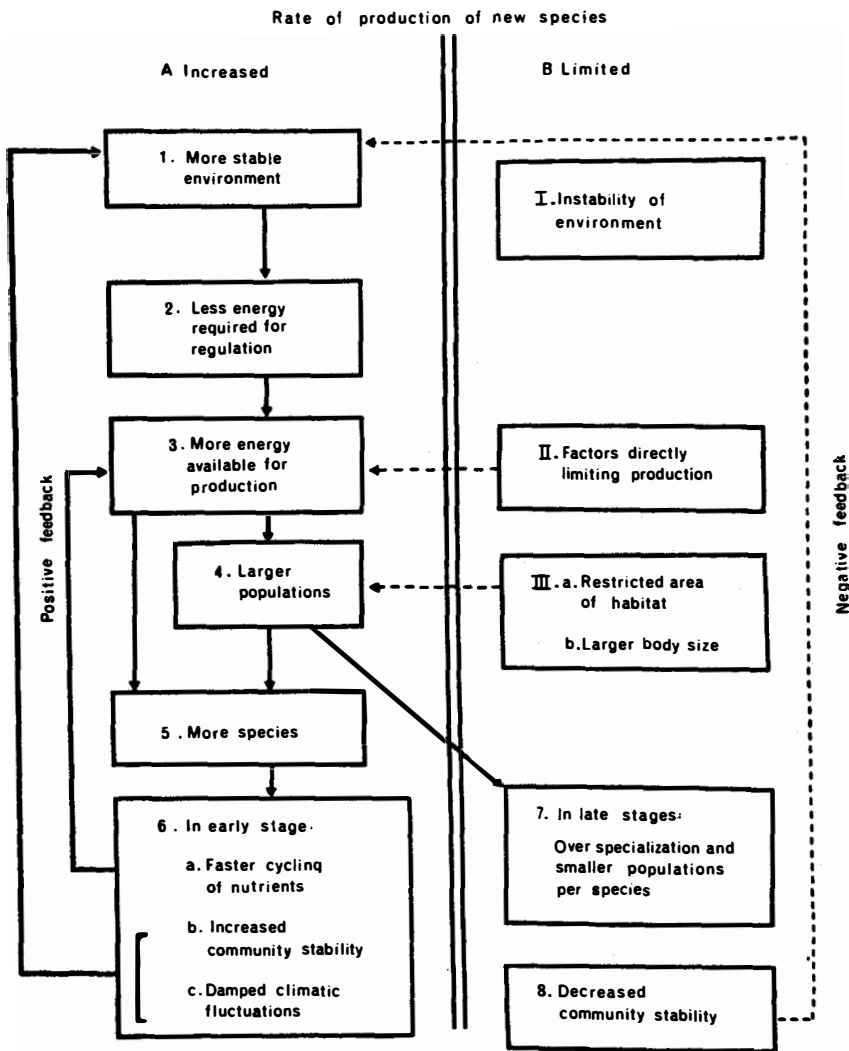 Rate of production of new species
A Increased
B Limited
1. More stable
environment
I. Instability of
environment
2. Less energy
required for
regulation
3. More energy
available for
production
II. Factors directly
limiting production
Positive feedback
Negative feedback
4. Larger
populations
III. a. Restricted area
of habitat
b. Larger body size
5. More species
6. In early stage:
a. Faster cycling
of nutrients
b. Increased
community stability
c. Damped climatic
fluctuations
7. In late stages:
Over specialization and
smaller populations
per species
8. Decreased
community stability